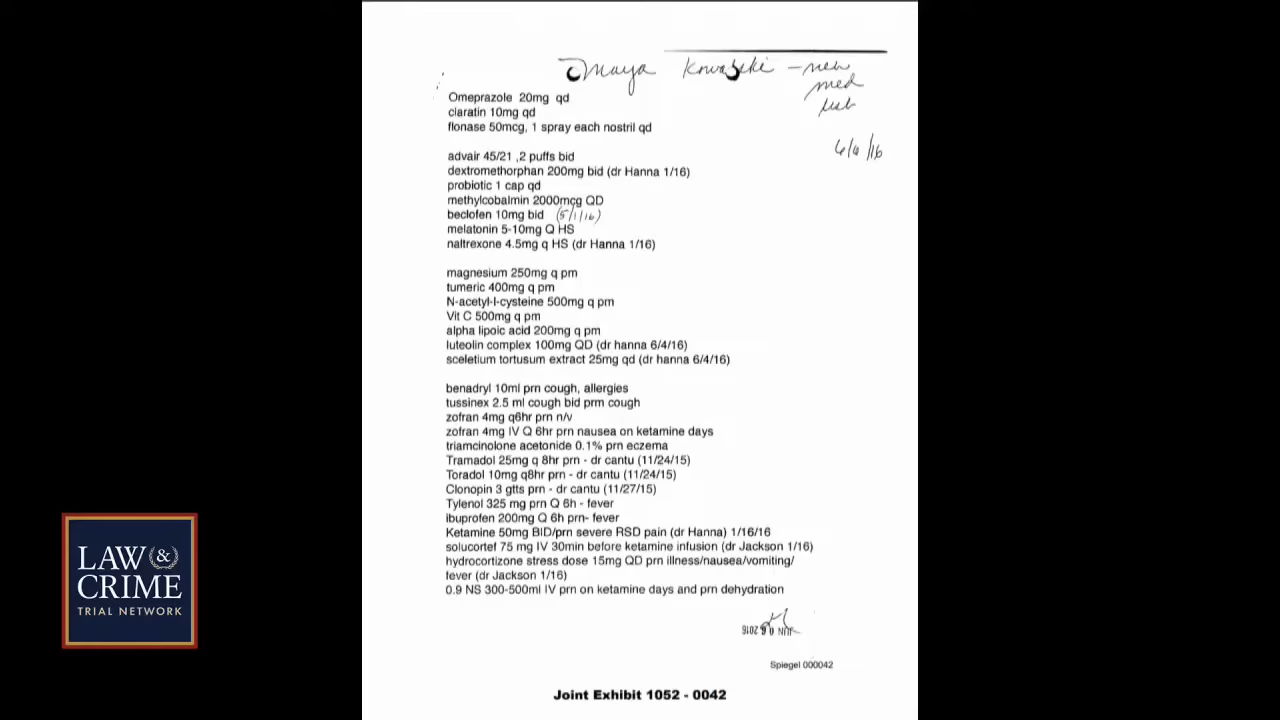 Maya Kowalski - new
med
list
6/6/16
Omeprazole 20mg qd
claratin 10mg qd
flonase 50mcg, 1 spray each nostril qd
advair 45/21 ,2 puffs bid
dextromethorphan 200mg bid (dr Hanna 1/16)
probiotic 1 cap qd
methylcobalmin 2000mcg QD
beclofen 10mg bid (5/1/16)
melatonin 5-10mg Q HS
naltrexone 4.5mg q HS (dr Hanna 1/16)
magnesium 250mg q pm
tumeric 400mg q pm
N-acetyl-l-cysteine 500mg q pm
Vit C 500mg q pm
alpha lipoic acid 200mg q pm
luteolin complex 100mg QD (dr hanna 6/4/16)
sceletium tortusum extract 25mg qd (dr hanna 6/4/16)
benadryl 10ml prn cough, allergies
tussinex 2.5 ml cough bid prm cough
zofran 4mg q6hr prn n/v
zofran 4mg IV Q 6hr prn nausea on ketamine days
triamcinolone acetonide 0.1% prn eczema
Tramadol 25mg q 8hr prn - dr cantu (11/24/15)
Toradol 10mg q8hr prn - dr cantu (11/24/15)
Clonopin 3 gtts prn - dr cantu (11/27/15)
Tylenol 325 mg prn Q 6h - fever
ibuprofen 200mg Q 6h prn- fever
Ketamine 50mg BID/prn severe RSD pain (dr Hanna) 1/16/16
solucortef 75 mg IV 30min before ketamine infusion (dr Jackson 1/16)
hydrocortizone stress dose 15mg QD prn illness/nausea/vomiting/
fever (dr Jackson 1/16)
0.9 NS 300-500ml IV prn on ketamine days and prn dehydration
JUN 0 6 2016
Spiegel 000042
Joint Exhibit 1052 - 0042
LAW &
CRIME
TRIAL NETWORK